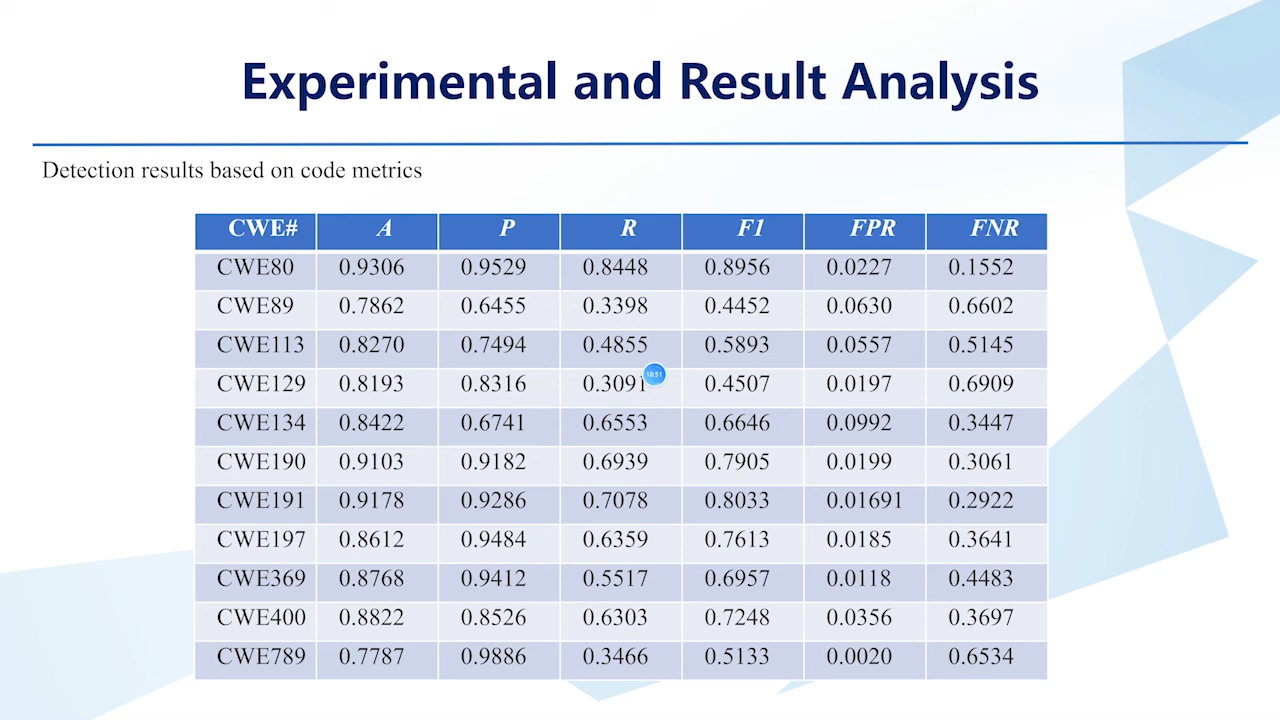 Experimental and Result Analysis
Detection results based on code metrics
CWE# A P R F1 FPR FNR
CWE80 0.9306 0.9529 0.8448 0.8956 0.0227 0.1552
CWE89 0.7862 0.6455 0.3398 0.4452 0.0630 0.6602
CWE113 0.8270 0.7494 0.4855 0.5893 0.0557 0.5145
CWE129 0.8193 0.8316 0.3091 0.4507 0.0197 0.6909
18:51
CWE134 0.8422 0.6741 0.6553 0.6646 0.0992 0.3447
CWE190 0.9103 0.9182 0.6939 0.7905 0.0199 0.3061
CWE191 0.9178 0.9286 0.7078 0.8033 0.01691 0.2922
CWE197 0.8612 0.9484 0.6359 0.7613 0.0185 0.3641
CWE369 0.8768 0.9412 0.5517 0.6957 0.0118 0.4483
CWE400 0.8822 0.8526 0.6303 0.7248 0.0356 0.3697
CWE789 0.7787 0.9886 0.3466 0.5133 0.0020 0.6534